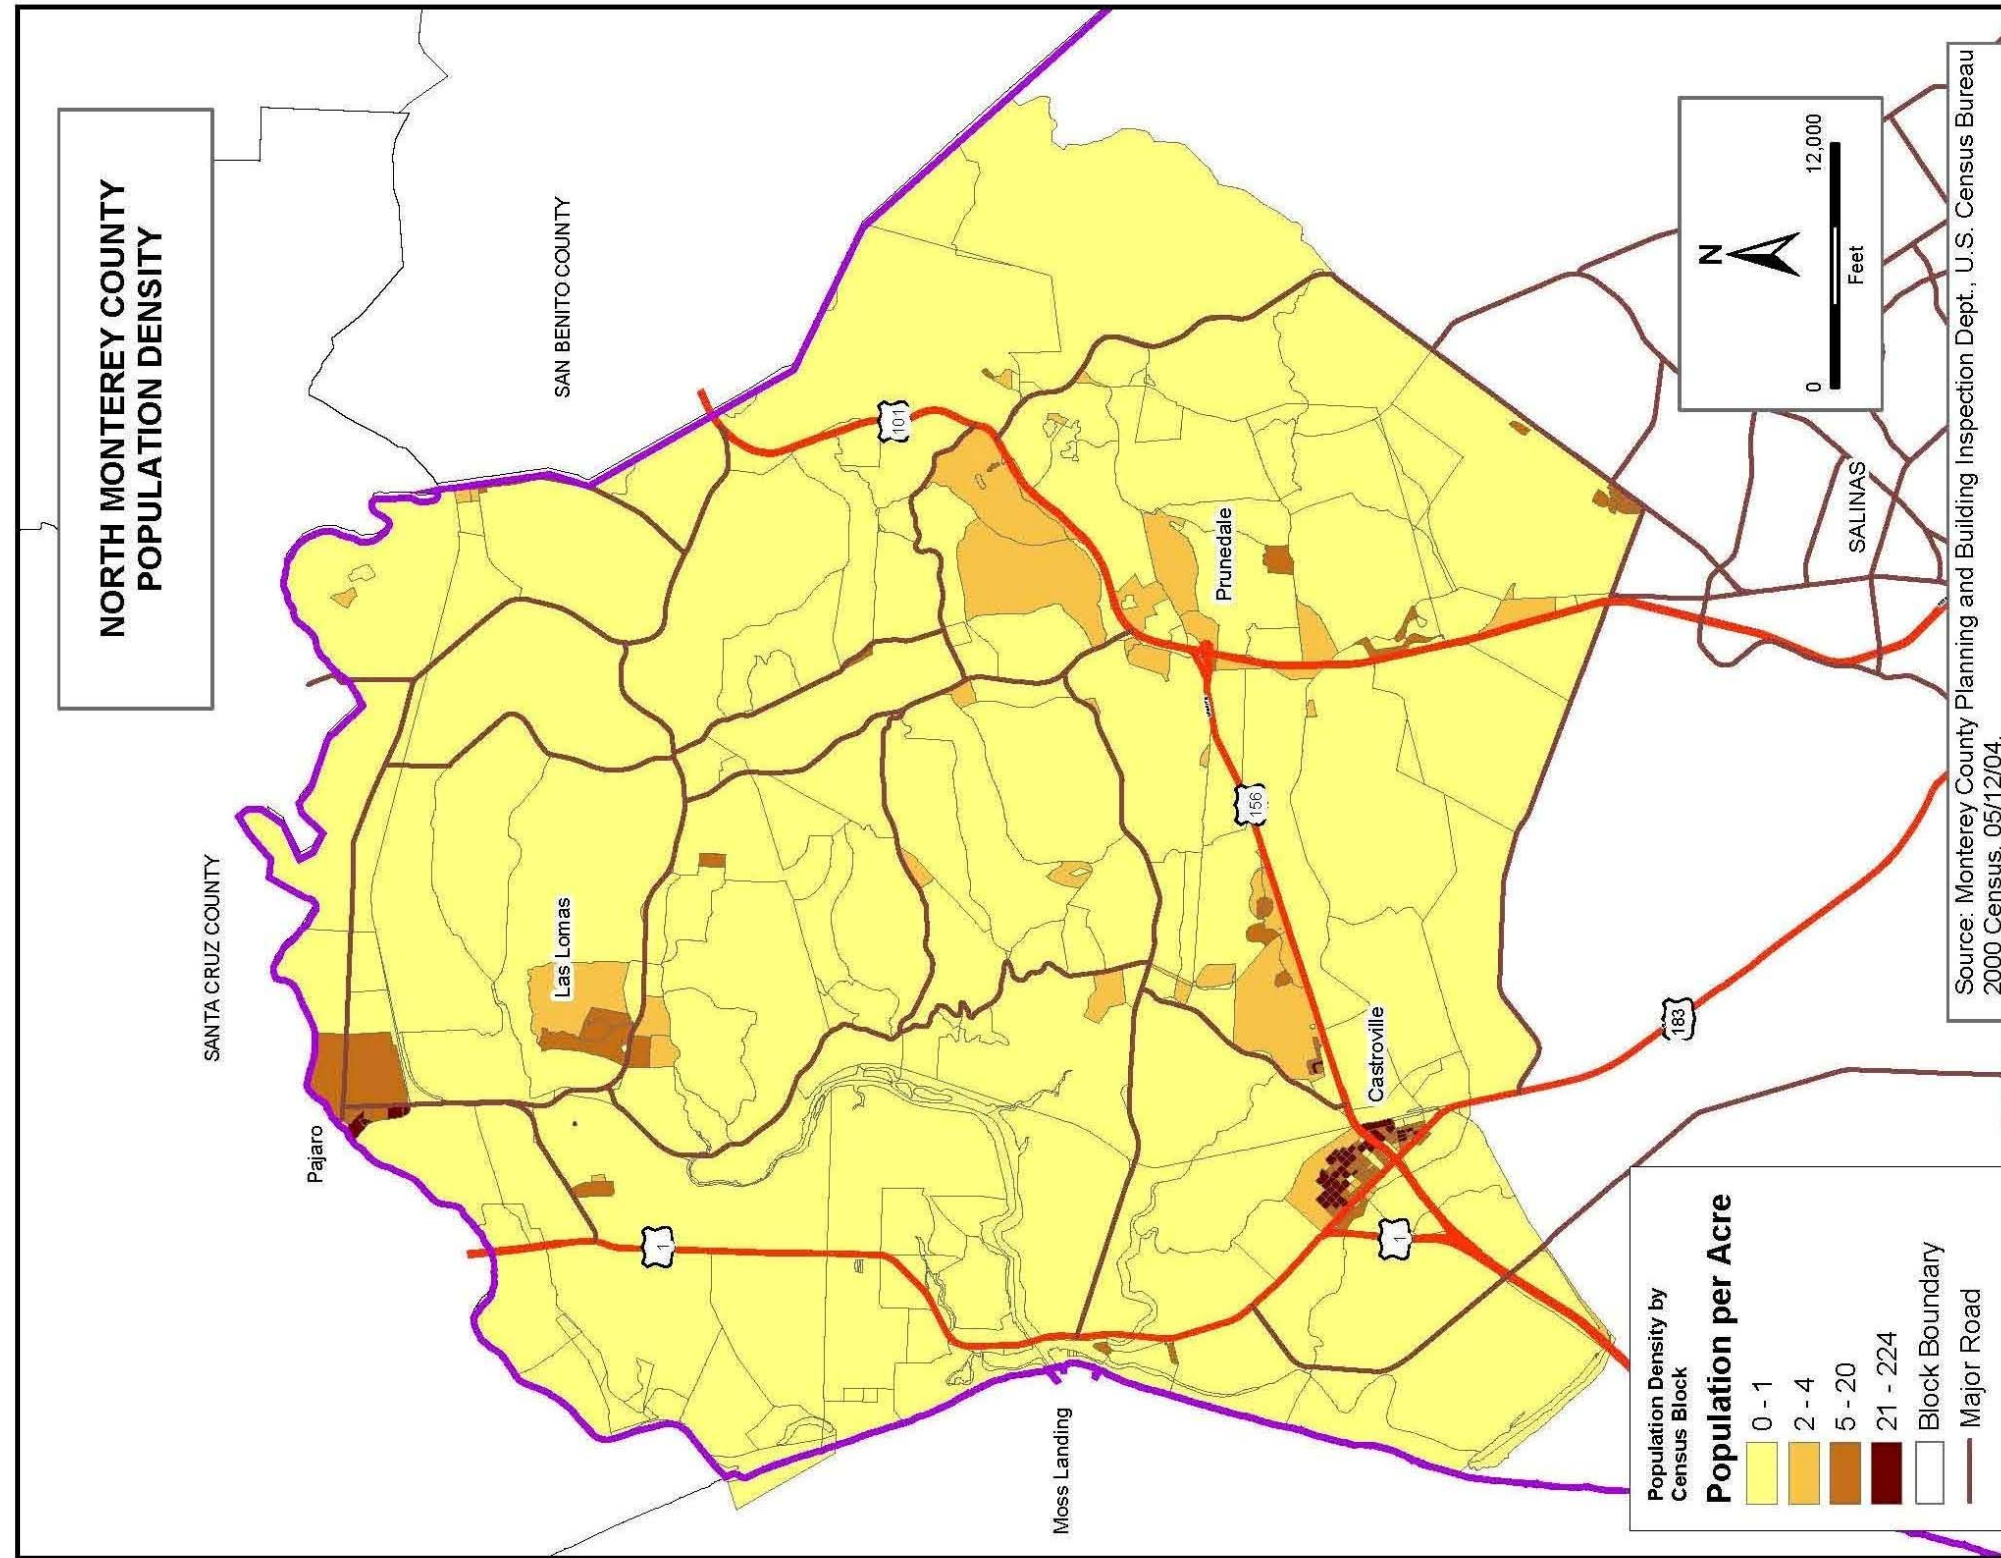 NORTH MONTEREY COUNTY
POPULATION DENSITY
SANTA CRUZ COUNTY
SAN BENITO COUNTY
Pajaro
Las Lomas
101
1
Prunedale
156
Moss Landing
Castroville
1
183
SALINAS
N
0
12,000
Feet
Population Density by
Census Block
Population per Acre
0 - 1
2 - 4
5 - 20
21 - 224
Block Boundary
Major Road
Source: Monterey County Planning and Building Inspection Dept., U.S. Census Bureau
2000 Census, 05/12/04.